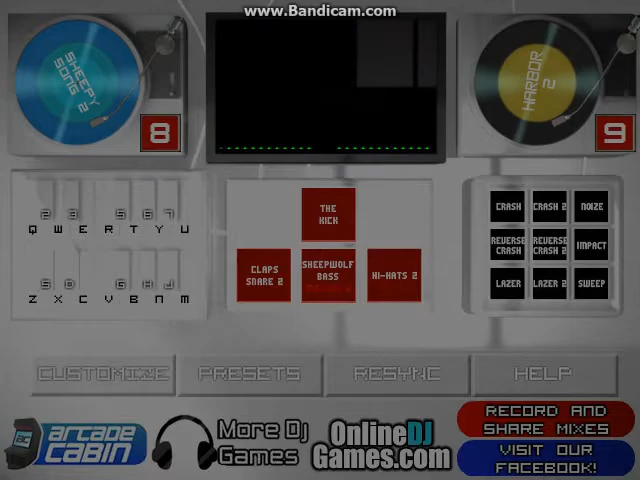 www.Bandicam.com
SHEEPY
SONG 2
8
HARBOR
2
9
2 3 5 6 7
Q W E R T Y U
S D G H J
Z X C V B N M
THE
KICK
CLAPS
SNARE 2
SHEEPWOLF
BASS
HI-HATS 2
CRASH
CRASH 2
NOIZE
REVERSE
CRASH
REVERSE
CRASH 2
IMPACT
LAZER
LAZER 2
SWEEP
CUSTOMIZE
PRESETS
RESYNC
HELP
AC
ARCADE
CABIN
MORE DJ
GAMES
OnlineDJ
Games.com
RECORD AND
SHARE MIXES
VISIT OUR
FACEBOOK!